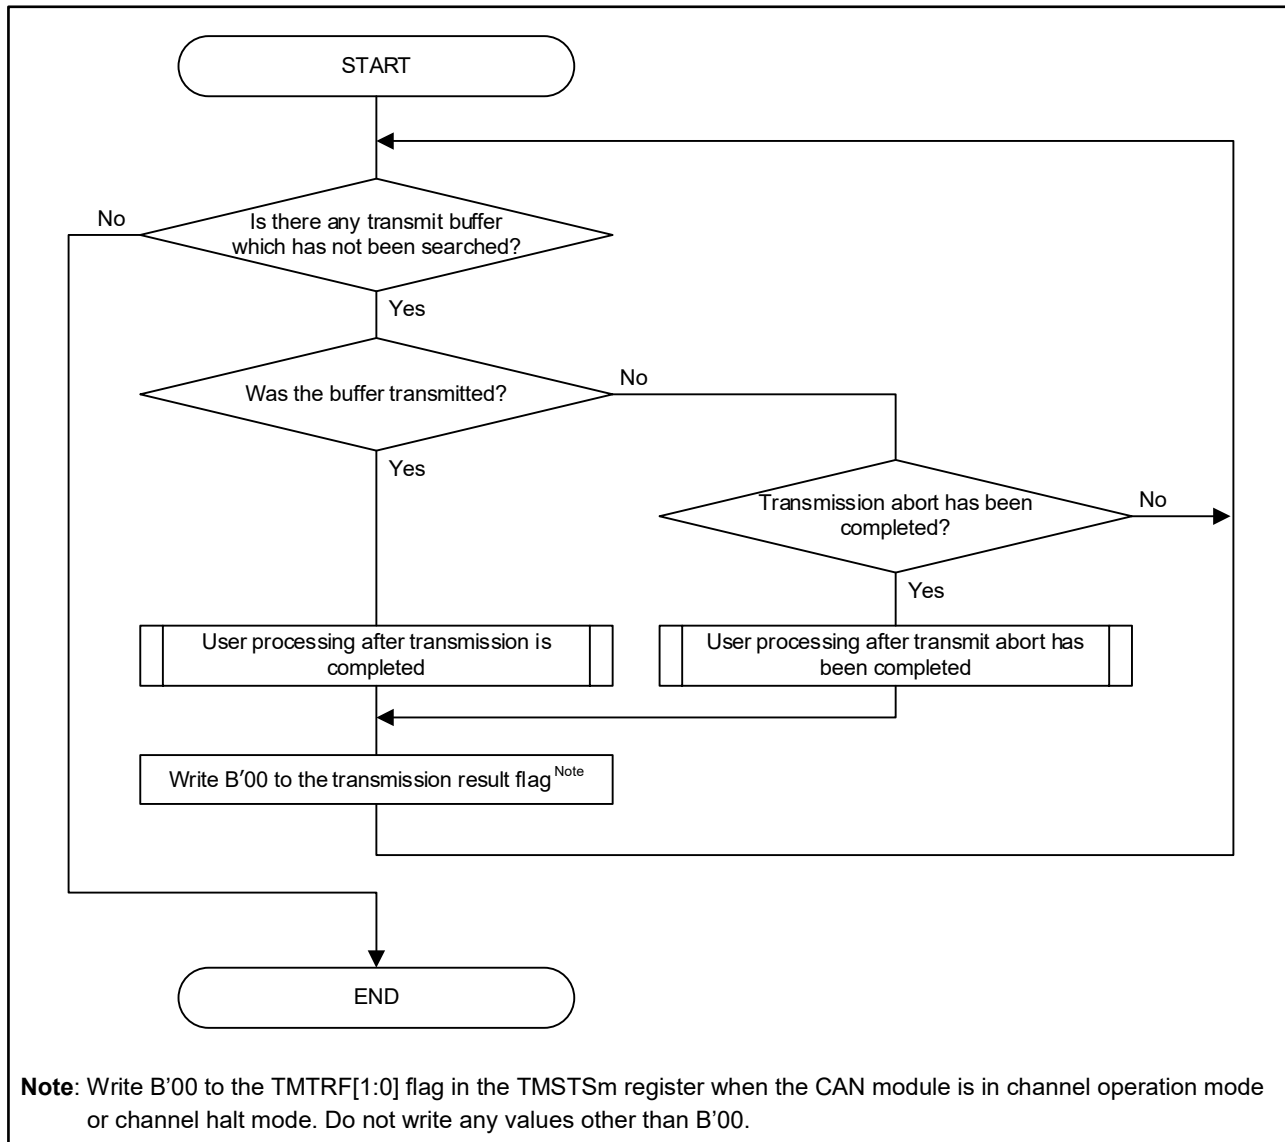 START
No
Is there any transmit buffer
which has not been searched?
Yes
Was the buffer transmitted?
No
Yes
Transmission abort has been
completed?
No
Yes
User processing after transmission is
completed
User processing after transmit abort has
been completed
Write B′00 to the transmission result flag Note
END
Note: Write B’00 to the TMTRF[1:0] flag in the TMSTSm register when the CAN module is in channel operation mode
or channel halt mode. Do not write any values other than B’00.